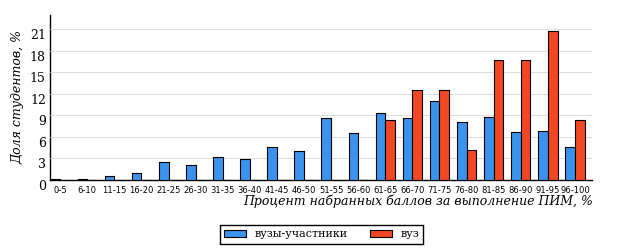 Доля студентов, %
21
18
15
12
9
6
3
0
0-5 6-10 11-15 16-20 21-25 26-30 31-35 36-40 41-45 46-50 51-55 56-60 61-65 66-70 71-75 76-80 81-85 86-90 91-95 96-100
Процент набранных баллов за выполнение ПИМ, %
вузы-участники вуз